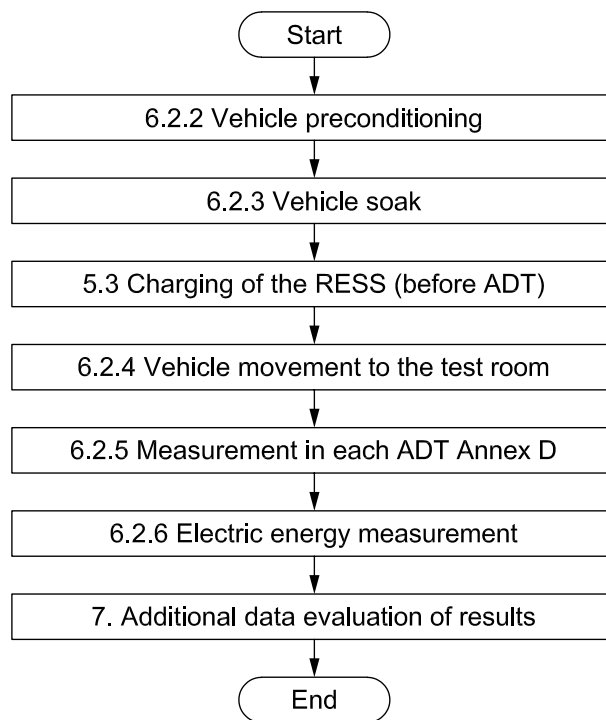 Start
6.2.2 Vehicle preconditioning
6.2.3 Vehicle soak
5.3 Charging of the RESS (before ADT)
6.2.4 Vehicle movement to the test room
6.2.5 Measurement in each ADT Annex D
6.2.6 Electric energy measurement
7. Additional data evaluation of results
End